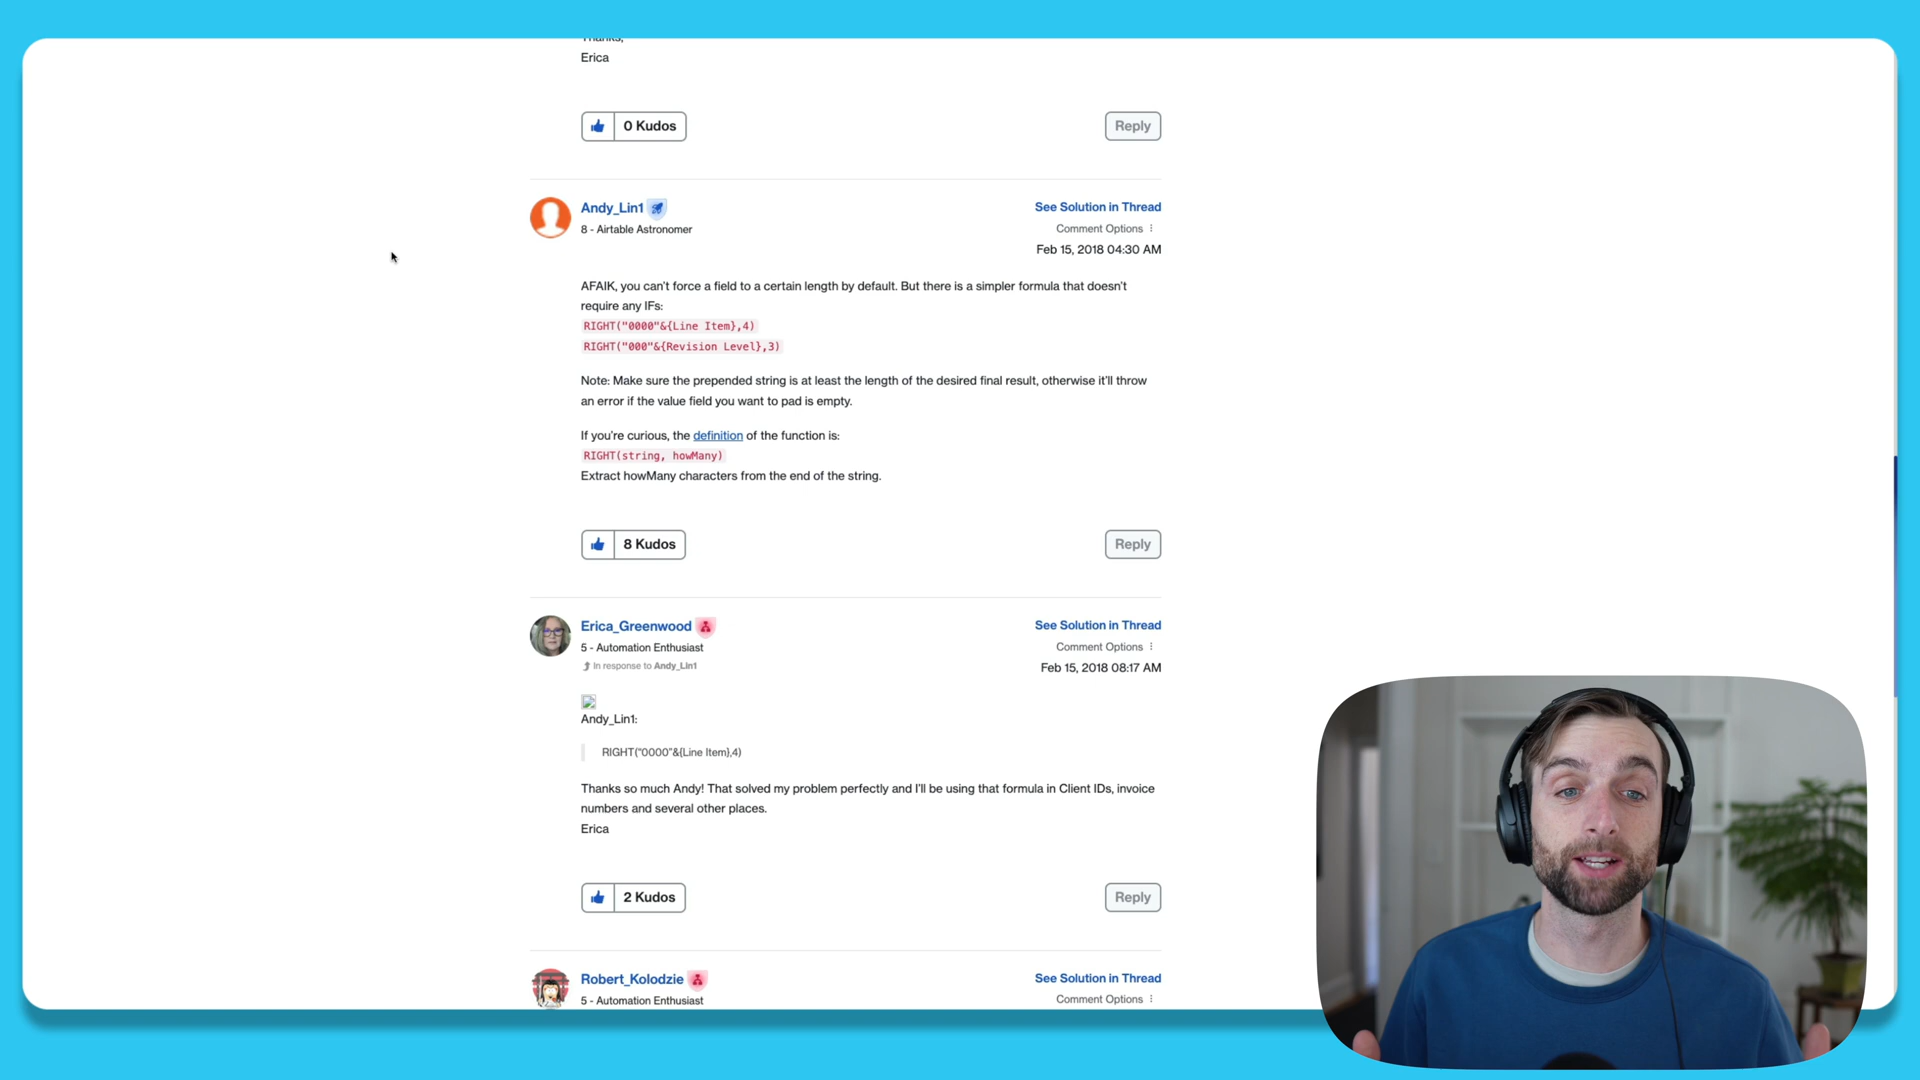 Thanks,
Erica
0 Kudos
Reply
Andy_Lin1
See Solution in Thread
8 - Airtable Astronomer
Comment Options
Feb 15, 2018 04:30 AM
AFAIK, you can't force a field to a certain length by default. But there is a simpler formula that doesn't
require any IFs:
RIGHT("0000"&{Line Item},4)
RIGHT("000"&{Revision Level},3)
Note: Make sure the prepended string is at least the length of the desired final result, otherwise it'll throw
an error if the value field you want to pad is empty.
If you're curious, the definition of the function is:
RIGHT(string, howMany)
Extract howMany characters from the end of the string.
8 Kudos
Reply
Erica_Greenwood
See Solution in Thread
5 - Automation Enthusiast
Comment Options
In response to Andy_Lin1
Feb 15, 2018 08:17 AM
Andy_Lin1:
RIGHT("0000"&{Line Item},4)
Thanks so much Andy! That solved my problem perfectly and I'll be using that formula in Client IDs, invoice
numbers and several other places.
Erica
2 Kudos
Reply
Robert_Kolodzie
See Solution in Thread
5 - Automation Enthusiast
Comment Options